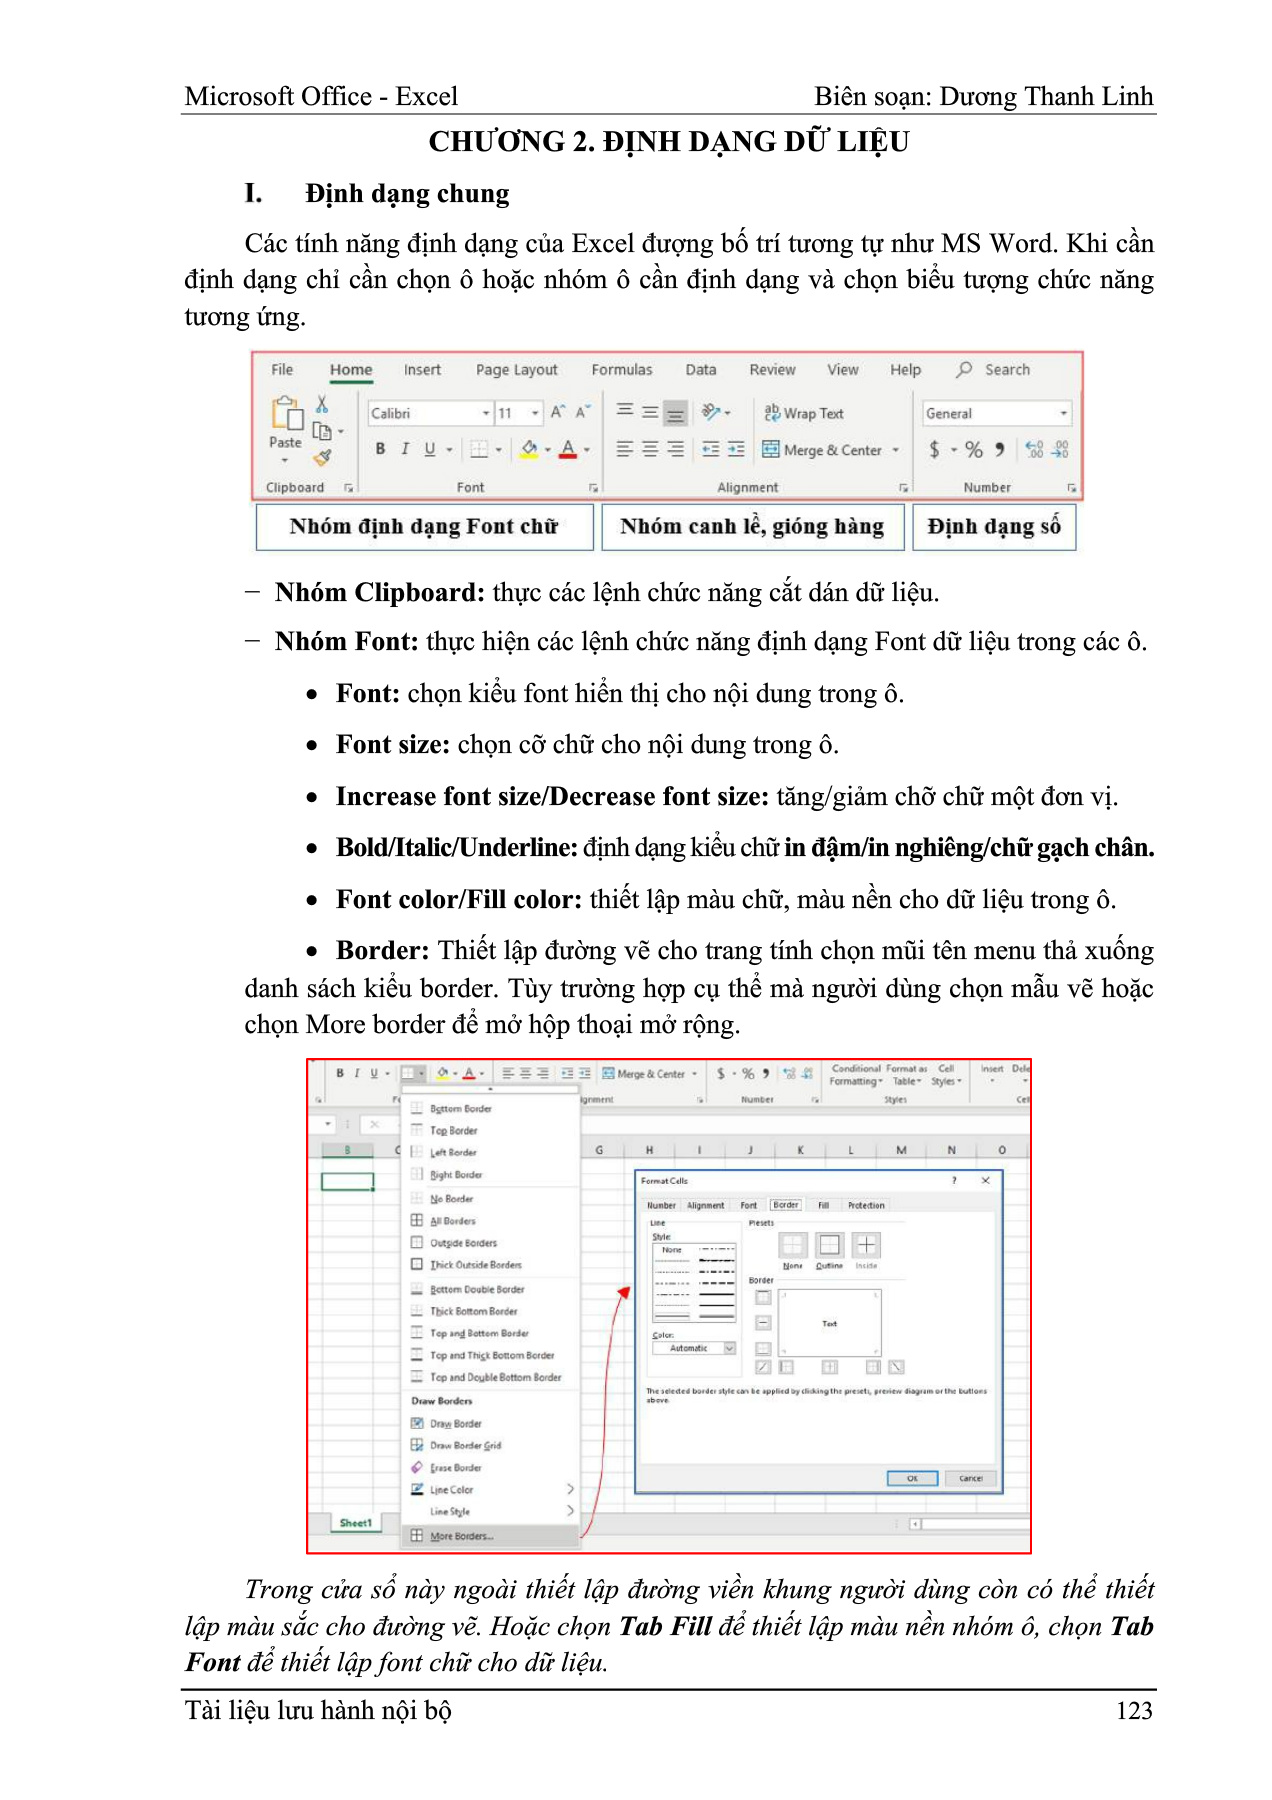 Microsoft Office - Excel Biên soạn: Dương Thanh Linh
CHƯƠNG 2. ĐỊNH DẠNG DỮ LIỆU
I. Định dạng chung
Các tính năng định dạng của Excel đượng bố trí tương tự như MS Word. Khi cần
định dạng chỉ cần chọn ô hoặc nhóm ô cần định dạng và chọn biểu tượng chức năng
tương ứng.
File Home Insert Page Layout Formulas Data Review View Help Search
Calibri 11 A A ab Wrap Text General
Paste B I U A Merge & Center $ % , .00 .00
Clipboard Font Alignment Number
Nhóm định dạng Font chữ Nhóm canh lề, gióng hàng Định dạng số
− Nhóm Clipboard: thực các lệnh chức năng cắt dán dữ liệu.
− Nhóm Font: thực hiện các lệnh chức năng định dạng Font dữ liệu trong các ô.
• Font: chọn kiểu font hiển thị cho nội dung trong ô.
• Font size: chọn cỡ chữ cho nội dung trong ô.
• Increase font size/Decrease font size: tăng/giảm chỡ chữ một đơn vị.
• Bold/Italic/Underline: định dạng kiểu chữ in đậm/in nghiêng/chữ gạch chân.
• Font color/Fill color: thiết lập màu chữ, màu nền cho dữ liệu trong ô.
• Border: Thiết lập đường vẽ cho trang tính chọn mũi tên menu thả xuống
danh sách kiểu border. Tùy trường hợp cụ thể mà người dùng chọn mẫu vẽ hoặc
chọn More border để mở hộp thoại mở rộng.
B I U A Merge & Center $ % , Conditional Format as Cell Insert Dele
Formatting Table Styles
Number Styles Cel
Bottom Border
Top Border
Left Border
Right Border
No Border
All Borders
Outside Borders
Thick Outside Borders
Bottom Double Border
Thick Bottom Border
Top and Bottom Border
Top and Thick Bottom Border
Top and Double Bottom Border
Draw Borders
Draw Border
Draw Border Grid
Erase Border
Line Color
Line Style
More Borders...
B G H I J K L M N O
Format Cells ? X
Number Alignment Font Border Fill Protection
Line Presets
Style:
None
None Outline Inside
Border
Text
Color:
Automatic
The selected border style can be applied by clicking the presets, preview diagram or the buttons
above.
OK Cancel
Sheet1
Trong cửa sổ này ngoài thiết lập đường viền khung người dùng còn có thể thiết
lập màu sắc cho đường vẽ. Hoặc chọn Tab Fill để thiết lập màu nền nhóm ô, chọn Tab
Font để thiết lập font chữ cho dữ liệu.
Tài liệu lưu hành nội bộ 123